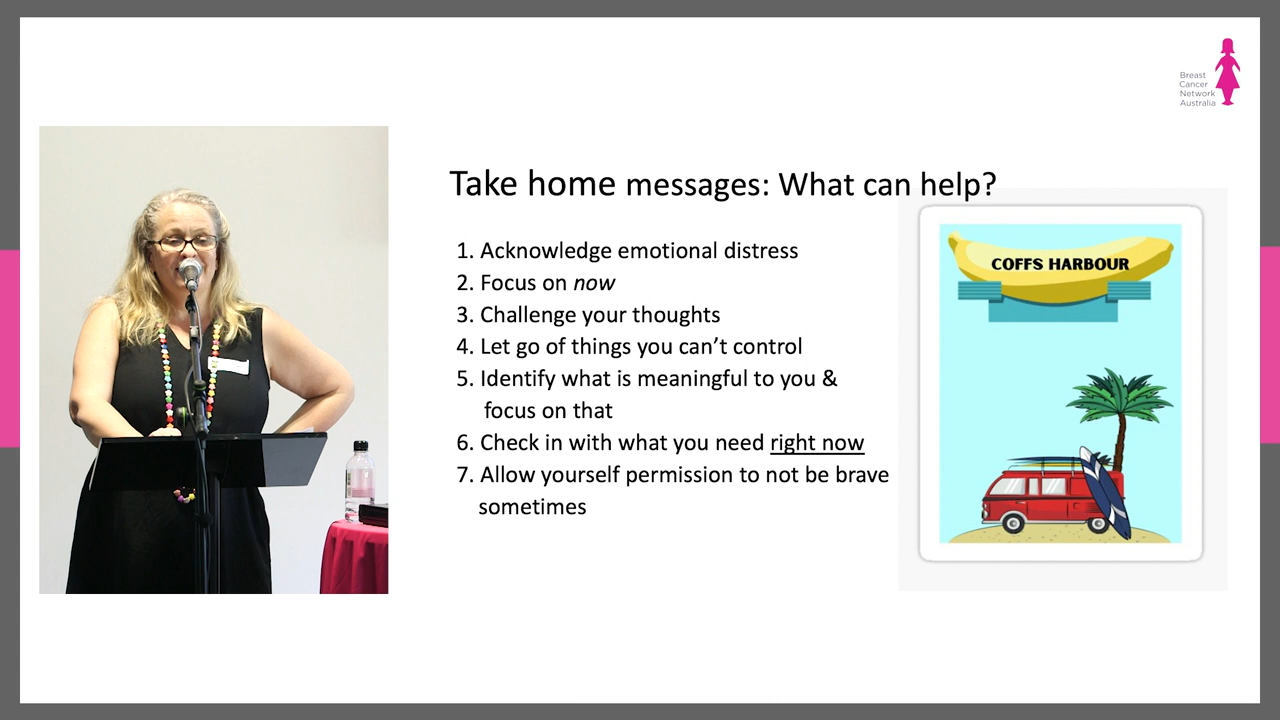 Breast
Cancer
Network
Australia
Take home messages: What can help?
1. Acknowledge emotional distress
2. Focus on now
3. Challenge your thoughts
4. Let go of things you can’t control
5. Identify what is meaningful to you &
focus on that
6. Check in with what you need right now
7. Allow yourself permission to not be brave
sometimes
COFFS HARBOUR